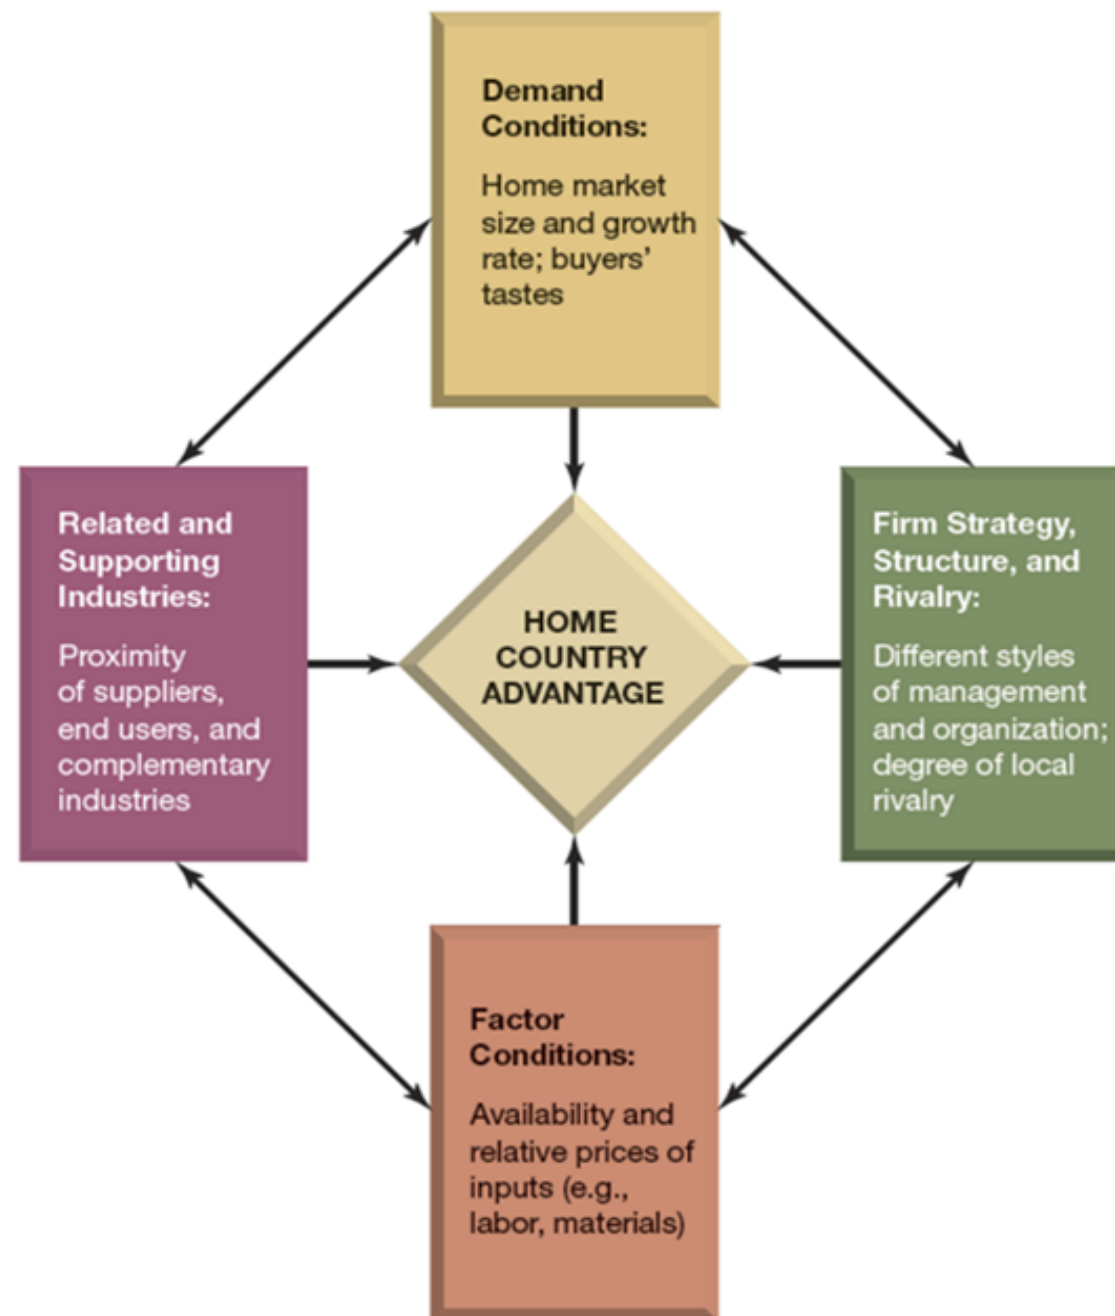 Demand
Conditions:
Home market
size and growth
rate; buyers’
tastes
Related and
Supporting
Industries:
Proximity
of suppliers,
end users, and
complementary
industries
HOME
COUNTRY
ADVANTAGE
Firm Strategy,
Structure, and
Rivalry:
Different styles
of management
and organization;
degree of local
rivalry
Factor
Conditions:
Availability and
relative prices of
inputs (e.g.,
labor, materials)